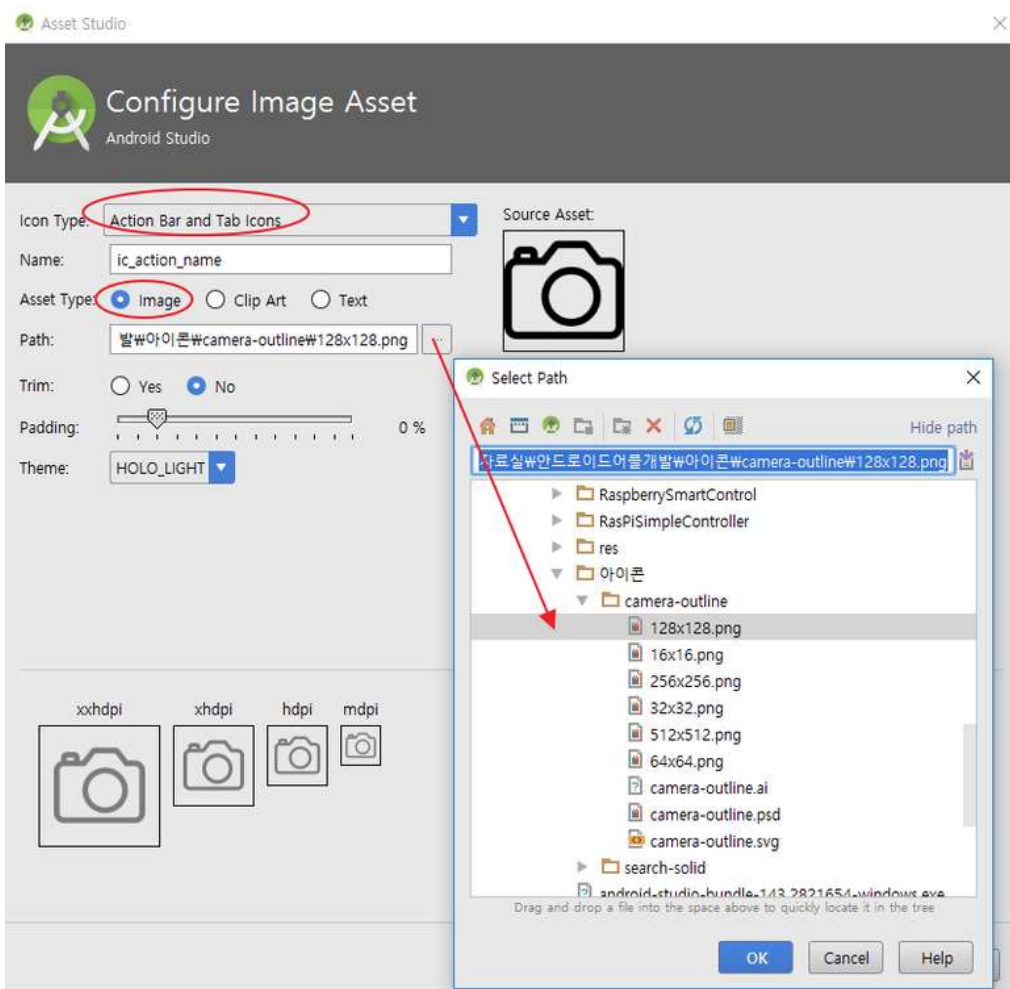 Asset Studio
Configure Image Asset
Android Studio
Icon Type: Action Bar and Tab Icons
Name: ic_action_name
Asset Type: Image Clip Art Text
Path: 발₩아이콘₩camera-outline₩128x128.png ...
Trim: Yes No
Padding: 0 %
Theme: HOLO_LIGHT
xxhdpi xhdpi hdpi mdpi
Source Asset:
Select Path
Hide path
자료실₩안드로이드어플개발₩아이콘₩camera-outline₩128x128.png
RaspberrySmartControl
RasPiSimpleController
res
아이콘
camera-outline
128x128.png
16x16.png
256x256.png
32x32.png
512x512.png
64x64.png
camera-outline.ai
camera-outline.psd
camera-outline.svg
search-solid
android-studio-bundle-143.2821654-windows.exe
Drag and drop a file into the space above to quickly locate it in the tree
OK Cancel Help